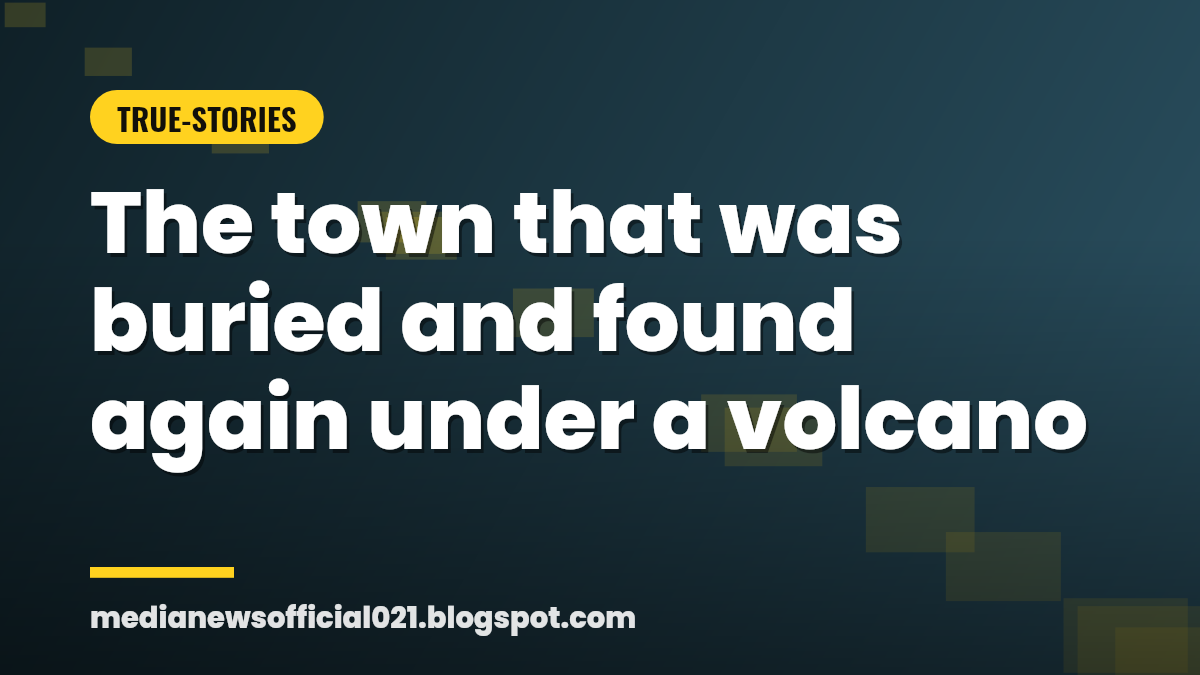 TRUE-STORIES
The town that was
buried and found
again under a volcano
medianewsofficial021.blogspot.com